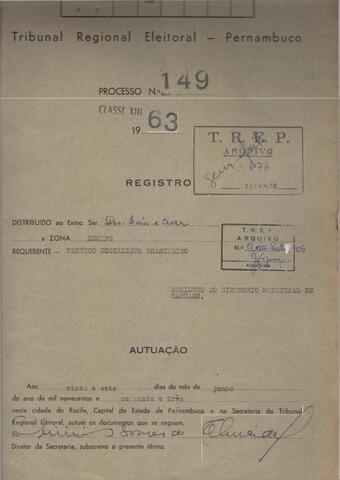 Tribunal Regional Eleitoral — Pernambuco
PROCESSO N.º 149
CLASSE XIII
19 63
T. R. E. P.
ARQUIVO
ESTANTE
REGISTRO
DISTRIBUIDO ao Exmo. Snr. Des.
a ZONA RECIFE
REQUERENTE — PARTIDO SOCIALISTA BRASILEIRO
T R E P
ARQUIVO
N.º
REGISTRO DO DIRETORIO MUNICIPAL DE
AUTUAÇÃO
Aos vinte e sete dias do mês de junho
do ano de mil novecentos e sessenta e três
nesta cidade do Recife, Capital do Estado de Pernambuco e na Secretaria do Tribunal
Regional Eleitoral, autuei os documentos que se seguem.
Almeida
Diretor da Secretaria, subscrevo o presente têrmo.